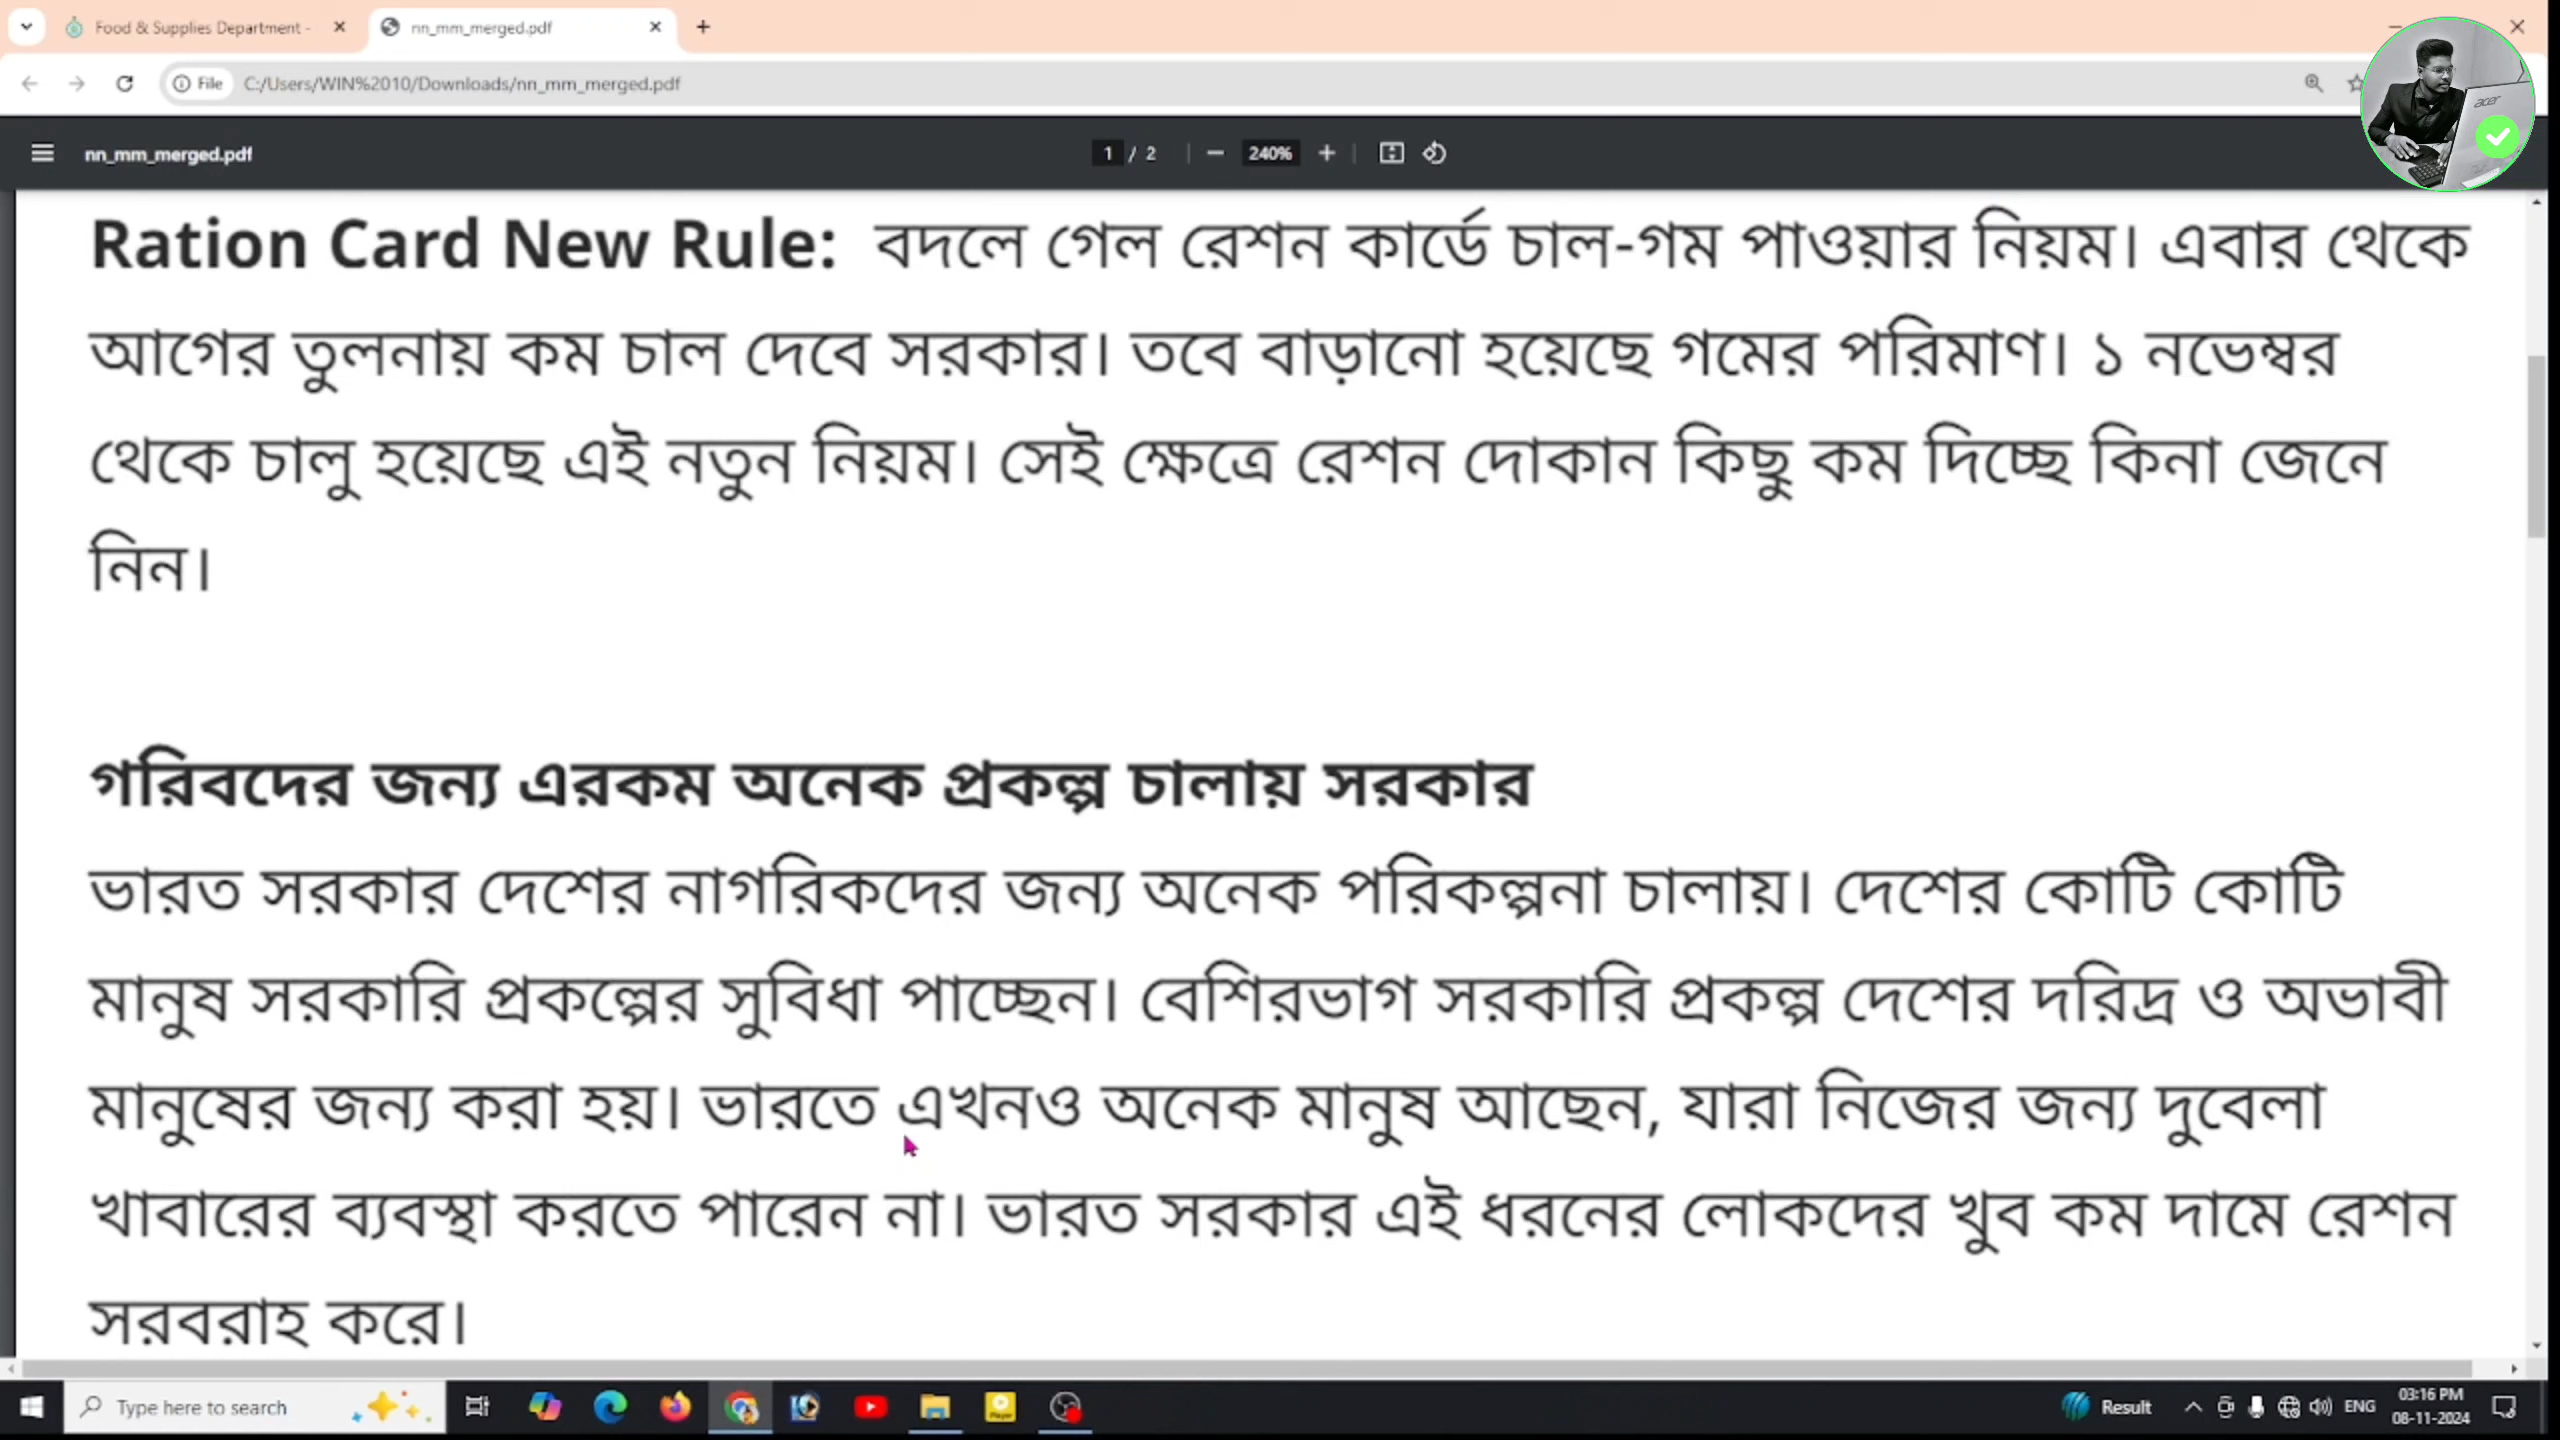 Food & Supplies Department -
nn_mm_merged.pdf
File
C:/Users/WIN%2010/Downloads/nn_mm_merged.pdf
acer
nn_mm_merged.pdf
1 / 2
240%
Ration Card New Rule: বদলে গেল রেশন কার্ডে চাল-গম পাওয়ার নিয়ম। এবার থেকে
আগের তুলনায় কম চাল দেবে সরকার। তবে বাড়ানো হয়েছে গমের পরিমাণ। ১ নভেম্বর
থেকে চালু হয়েছে এই নতুন নিয়ম। সেই ক্ষেত্রে রেশন দোকান কিছু কম দিচ্ছে কিনা জেনে
নিন।
গরিবদের জন্য এরকম অনেক প্রকল্প চালায় সরকার
ভারত সরকার দেশের নাগরিকদের জন্য অনেক পরিকল্পনা চালায়। দেশের কোটি কোটি
মানুষ সরকারি প্রকল্পের সুবিধা পাচ্ছেন। বেশিরভাগ সরকারি প্রকল্প দেশের দরিদ্র ও অভাবী
মানুষের জন্য করা হয়। ভারতে এখনও অনেক মানুষ আছেন, যারা নিজের জন্য দুবেলা
খাবারের ব্যবস্থা করতে পারেন না। ভারত সরকার এই ধরনের লোকদের খুব কম দামে রেশন
সরবরাহ করে।
Type here to search
Result
ENG
03:16 PM
08-11-2024